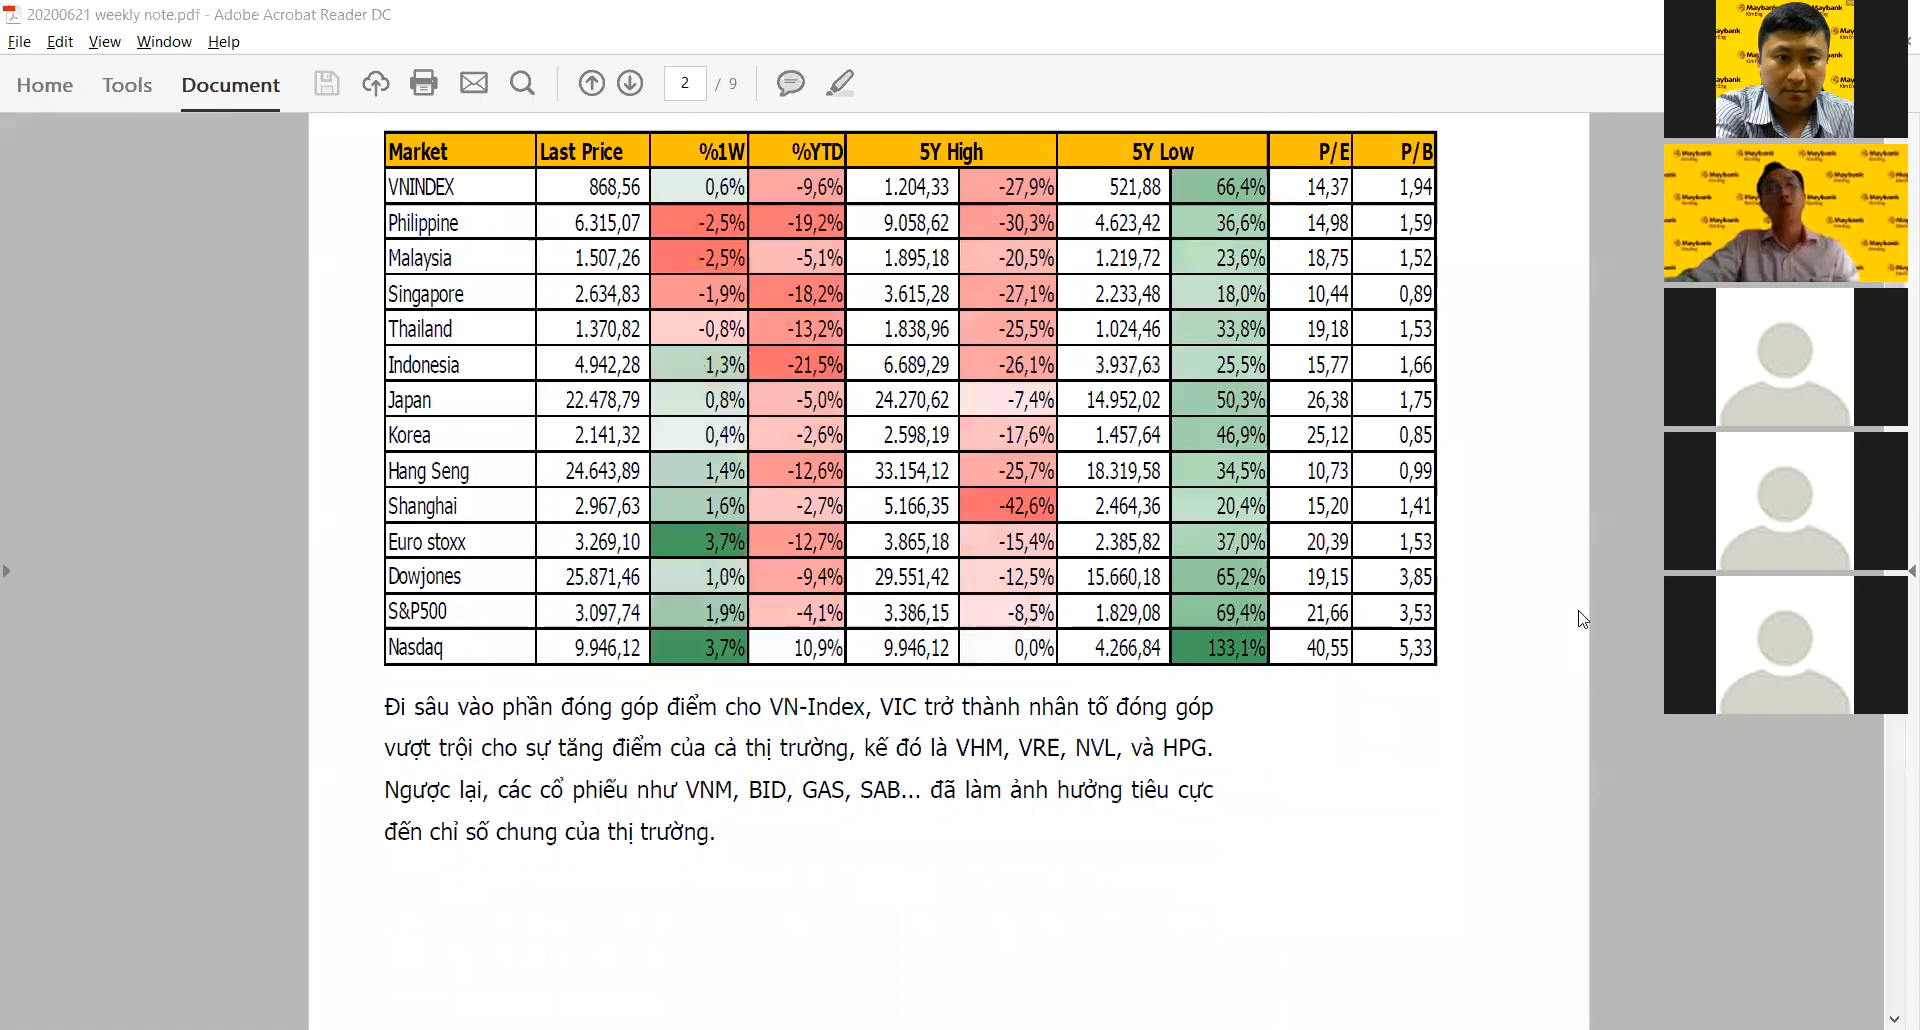 20200621 weekly note.pdf - Adobe Acrobat Reader DC
File Edit View Window Help
Home Tools Document 2 / 9
Market Last Price %1W %YTD 5Y High 5Y Low P/E P/B
VNINDEX 868,56 0,6% -9,6% 1.204,33 -27,9% 521,88 66,4% 14,37 1,94
Philippine 6.315,07 -2,5% -19,2% 9.058,62 -30,3% 4.623,42 36,6% 14,98 1,59
Malaysia 1.507,26 -2,5% -5,1% 1.895,18 -20,5% 1.219,72 23,6% 18,75 1,52
Singapore 2.634,83 -1,9% -18,2% 3.615,28 -27,1% 2.233,48 18,0% 10,44 0,89
Thailand 1.370,82 -0,8% -13,2% 1.838,96 -25,5% 1.024,46 33,8% 19,18 1,53
Indonesia 4.942,28 1,3% -21,5% 6.689,29 -26,1% 3.937,63 25,5% 15,77 1,66
Japan 22.478,79 0,8% -5,0% 24.270,62 -7,4% 14.952,02 50,3% 26,38 1,75
Korea 2.141,32 0,4% -2,6% 2.598,19 -17,6% 1.457,64 46,9% 25,12 0,85
Hang Seng 24.643,89 1,4% -12,6% 33.154,12 -25,7% 18.319,58 34,5% 10,73 0,99
Shanghai 2.967,63 1,6% -2,7% 5.166,35 -42,6% 2.464,36 20,4% 15,20 1,41
Euro stoxx 3.269,10 3,7% -12,7% 3.865,18 -15,4% 2.385,82 37,0% 20,39 1,53
Dowjones 25.871,46 1,0% -9,4% 29.551,42 -12,5% 15.660,18 65,2% 19,15 3,85
S&P500 3.097,74 1,9% -4,1% 3.386,15 -8,5% 1.829,08 69,4% 21,66 3,53
Nasdaq 9.946,12 3,7% 10,9% 9.946,12 0,0% 4.266,84 133,1% 40,55 5,33
Đi sâu vào phần đóng góp điểm cho VN-Index, VIC trở thành nhân tố đóng góp
vượt trội cho sự tăng điểm của cả thị trường, kế đó là VHM, VRE, NVL, và HPG.
Ngược lại, các cổ phiếu như VNM, BID, GAS, SAB... đã làm ảnh hưởng tiêu cực
đến chỉ số chung của thị trường.
Maybank
Kim Eng
Maybank